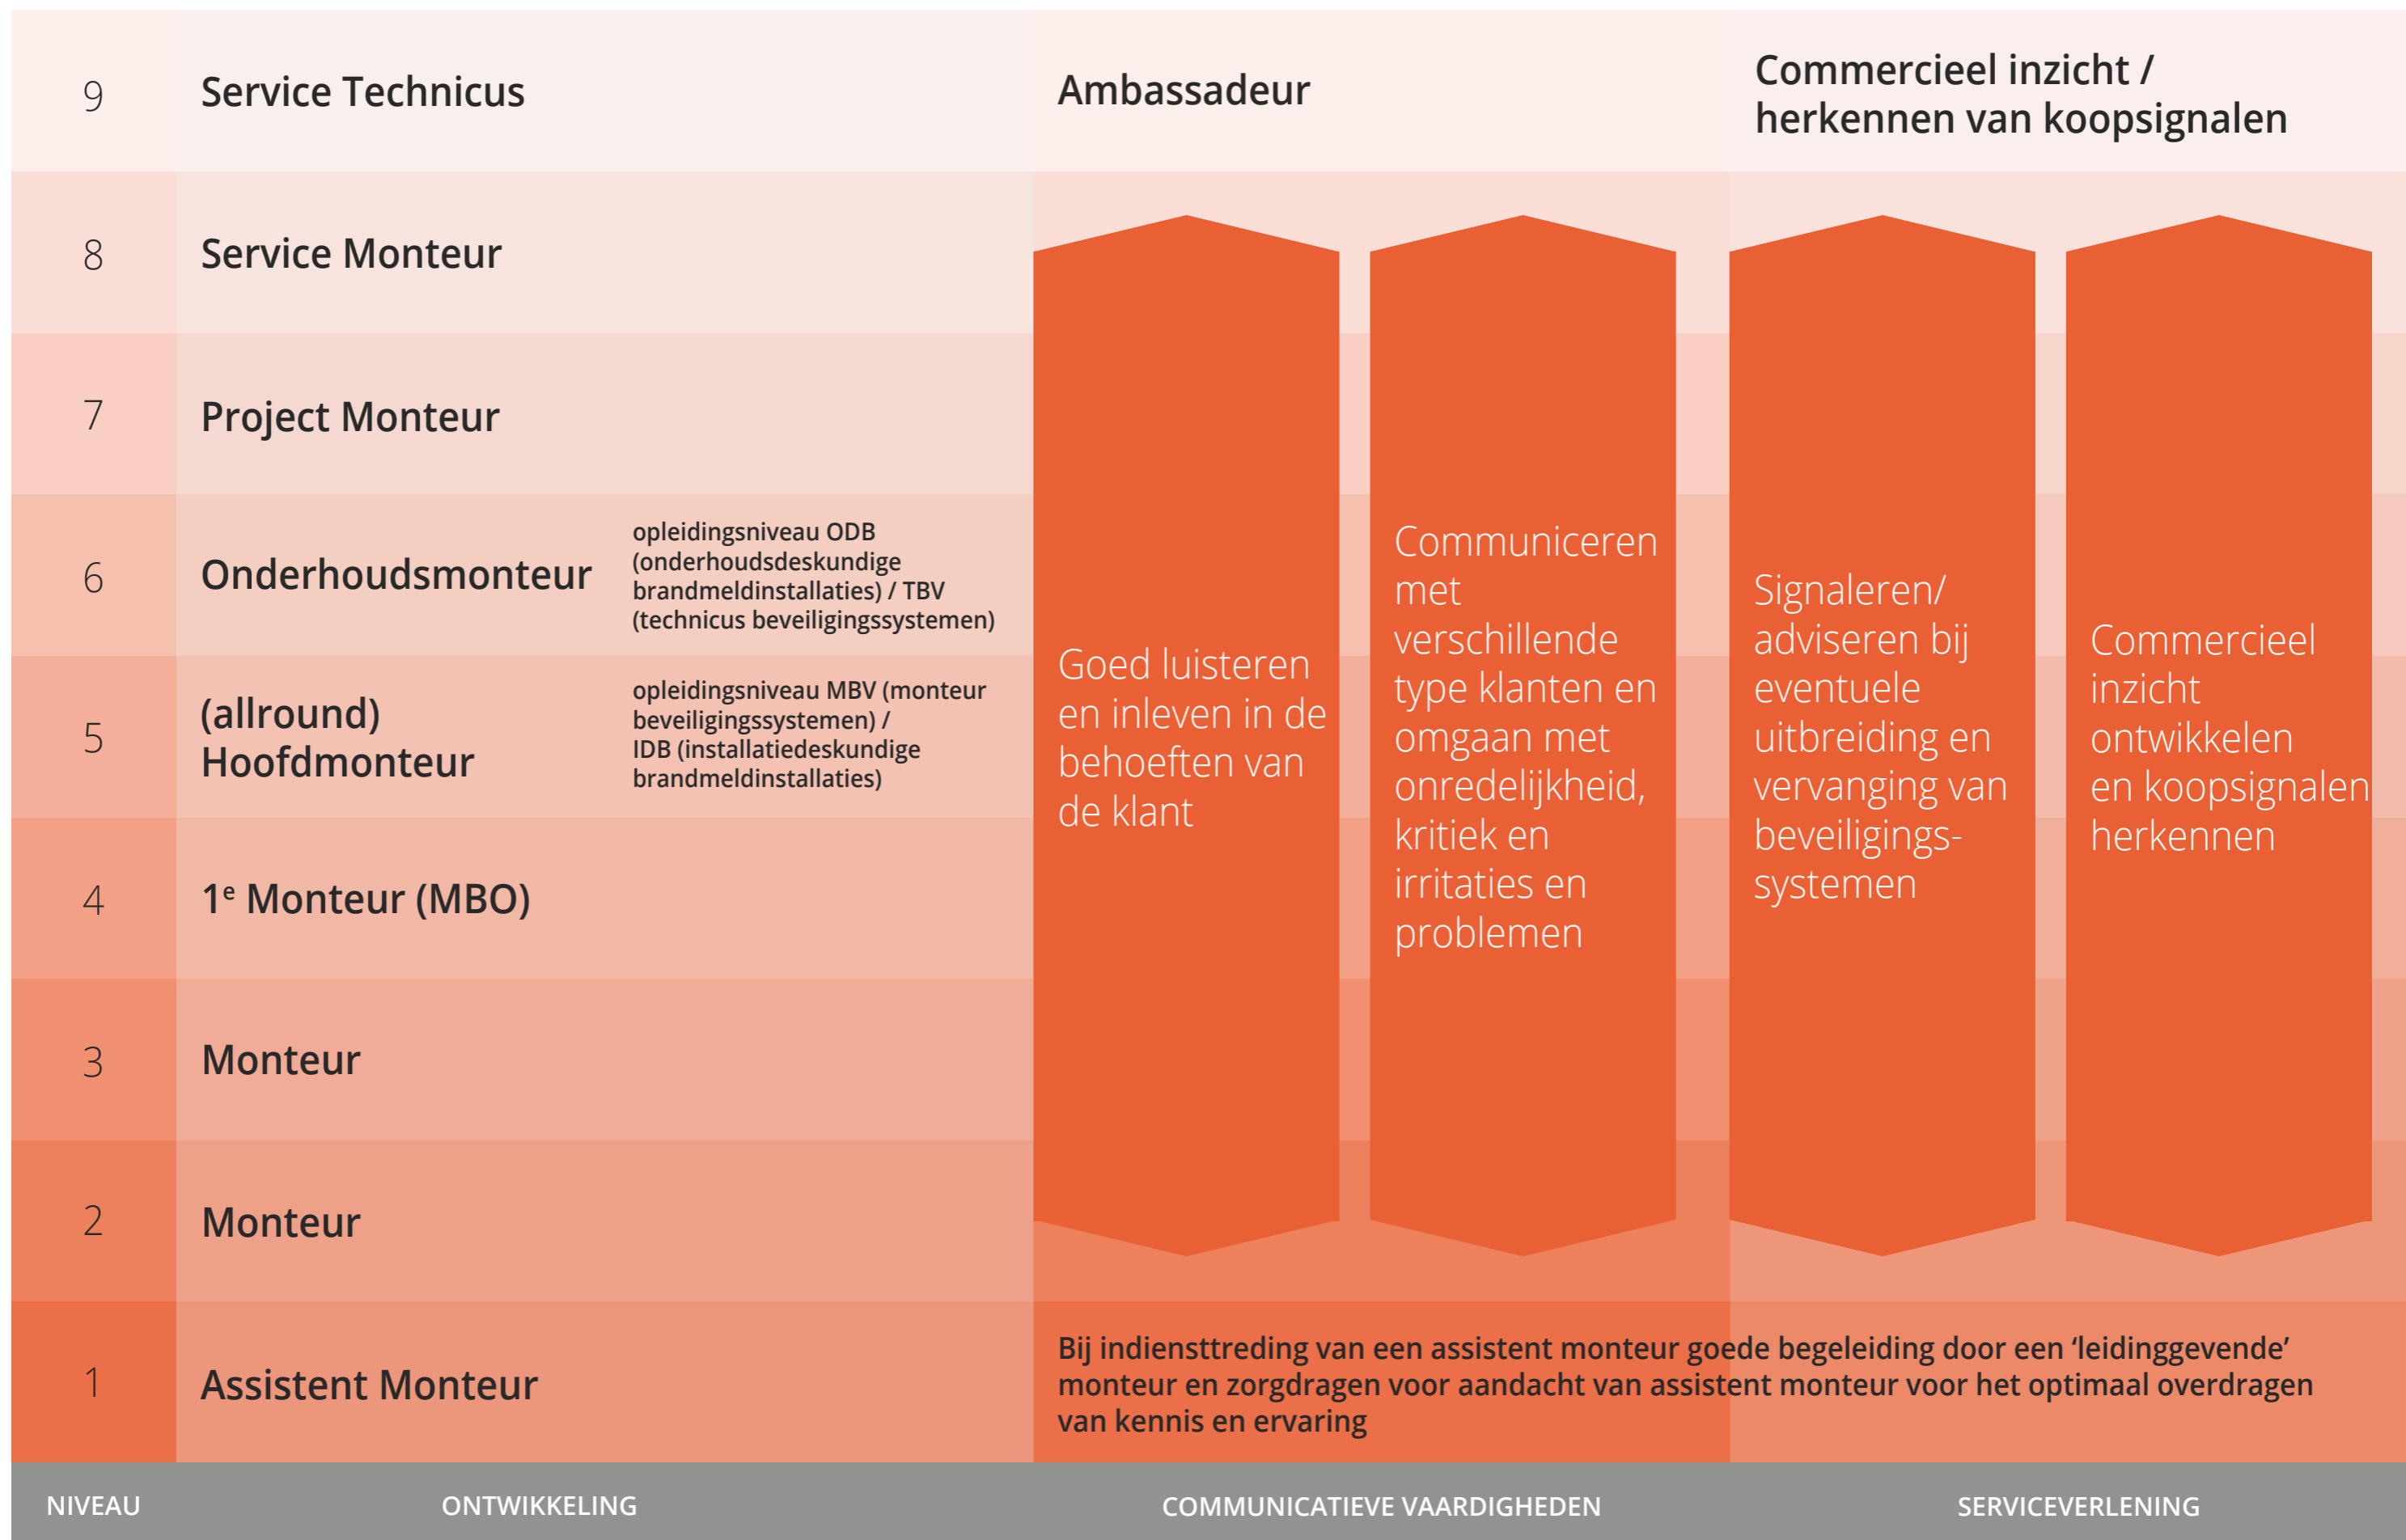 9
Service Technicus
Ambassadeur
Commercieel inzicht /
herkennen van koopsignalen
8
Service Monteur
7
Project Monteur
6
Onderhoudsmonteur
opleidingsniveau ODB
(onderhoudsdeskundige
brandmeldinstallaties) / TBV
(technicus beveiligingssystemen)
5
(allround)
Hoofdmonteur
opleidingsniveau MBV (monteur
beveiligingssystemen) /
IDB (installatiedeskundige
brandmeldinstallaties)
4
1e Monteur (MBO)
3
Monteur
2
Monteur
Goed luisteren
en inleven in de
behoeften van
de klant
Communiceren
met
verschillende
type klanten en
omgaan met
onredelijkheid,
kritiek en
irritaties en
problemen
Signaleren/
adviseren bij
eventuele
uitbreiding en
vervanging van
beveiligings-
systemen
Commercieel
inzicht
ontwikkelen
en koopsignalen
herkennen
1
Assistent Monteur
Bij indiensttreding van een assistent monteur goede begeleiding door een ‘leidinggevende’
monteur en zorgdragen voor aandacht van assistent monteur voor het optimaal overdragen
van kennis en ervaring
NIVEAU
ONTWIKKELING
COMMUNICATIEVE VAARDIGHEDEN
SERVICEVERLENING